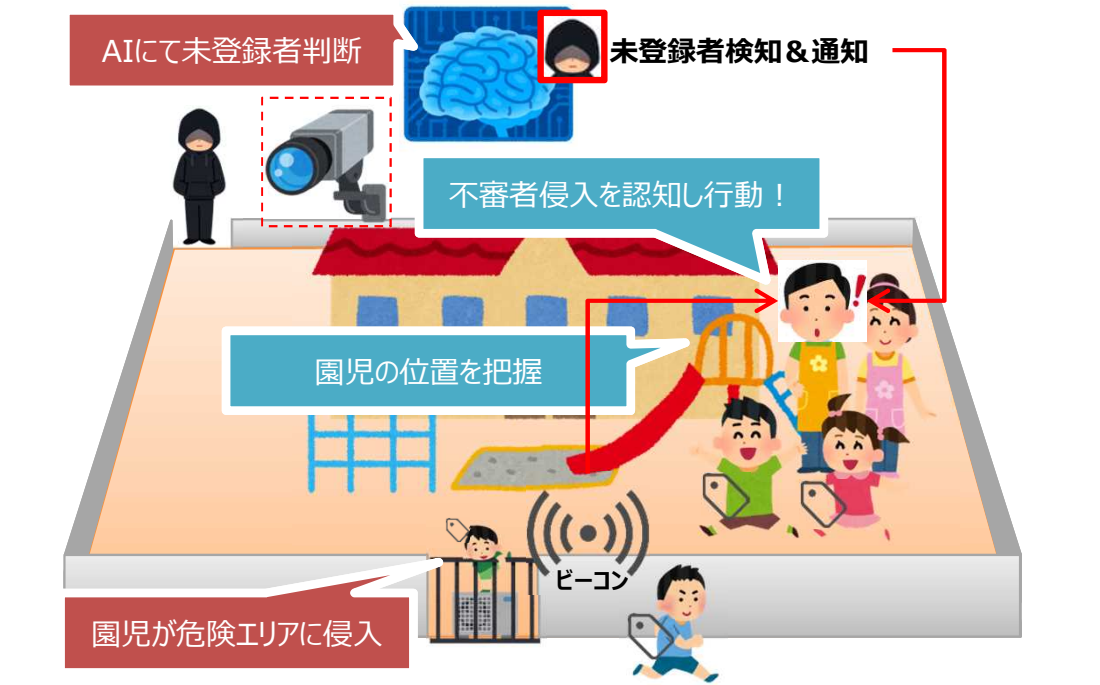 AIにて未登録者判断
未登録者検知＆通知
不審者侵入を認知し行動！
園児の位置を把握
ビーコン
園児が危険エリアに侵入